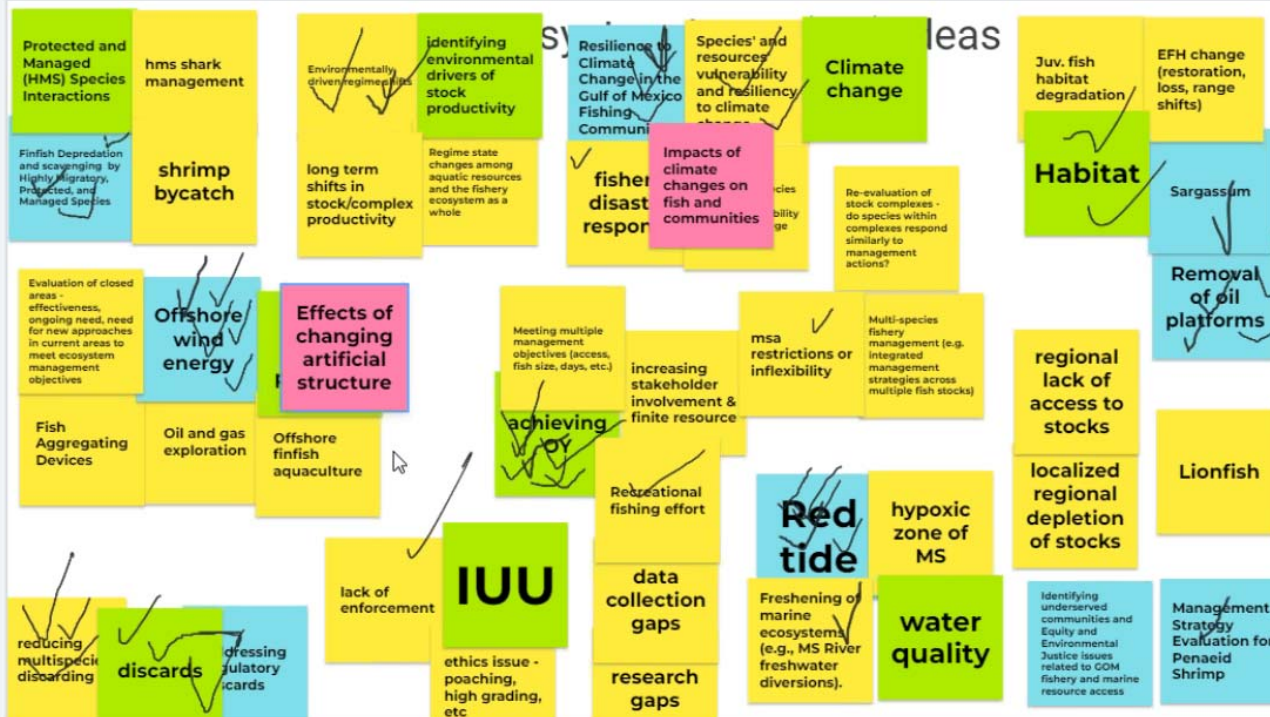 Protected and
Managed
(HMS) Species
Interactions
hms shark
management
Finfish Depredation
and scavenging by
Highly Migratory,
Protected, and
Managed Species
shrimp
bycatch
Environmentally
driven regime shifts
identifying
environmental
drivers of
stock
productivity
long term
shifts in
stock/complex
productivity
Regime state
changes among
aquatic resources
and the fishery
ecosystem as a
whole
Resilience to
Climate
Change in the
Gulf of Mexico
Fishing
Species' and
resources
vulnerability
and resiliency
to climate
Climate
change
Impacts of
climate
changes on
fish and
communities
Re-evaluation of
stock complexes -
do species within
complexes respond
similarly to
management
actions?
Juv. fish
habitat
degradation
EFH change
(restoration,
loss, range
shifts)
Habitat
Sargassum
Removal
of oil
platforms
Evaluation of closed
areas -
effectiveness,
ongoing need, need
for new approaches
in current areas to
meet ecosystem
management
objectives
Offshore
wind
energy
Effects of
changing
artificial
structure
Fish
Aggregating
Devices
Oil and gas
exploration
Offshore
finfish
aquaculture
Meeting multiple
management
objectives (access,
fish size, days, etc.)
increasing
stakeholder
involvement &
finite resource
msa
restrictions or
inflexibility
Multi-species
fishery
management (e.g.
integrated
management
strategies across
multiple fish stocks)
achieving
OY
Recreational
fishing effort
data
collection
gaps
research
gaps
regional
lack of
access to
stocks
localized
regional
depletion
of stocks
Lionfish
Red
tide
hypoxic
zone of
MS
Freshening of
marine
ecosystems
(e.g., MS River
freshwater
diversions).
water
quality
lack of
enforcement
IUU
ethics issue -
poaching,
high grading,
etc
reducing
discarding
discards
Identifying
underserved
communities and
Equity and
Environmental
Justice issues
related to GOM
fishery and marine
resource access
Management
Strategy
Evaluation for
Penaeid
Shrimp